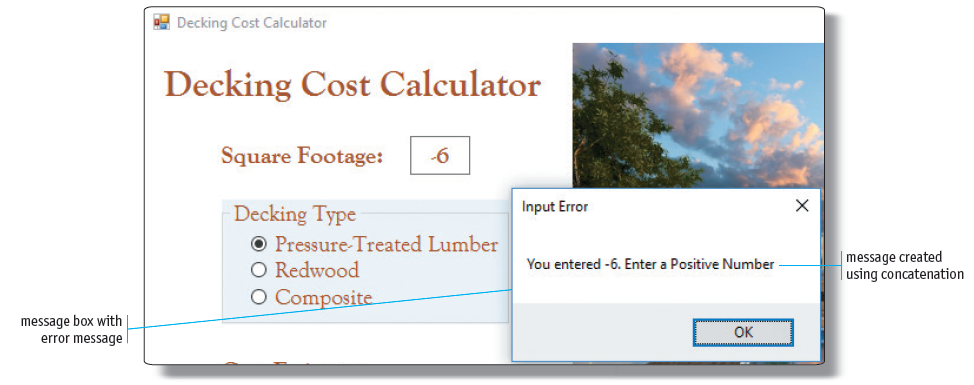 Decking Cost Calculator
Decking Cost Calculator
Square Footage: -6
Decking Type
Pressure-Treated Lumber
Redwood
Composite
Input Error
You entered -6. Enter a Positive Number
OK
message created
using concatenation
message box with
error message